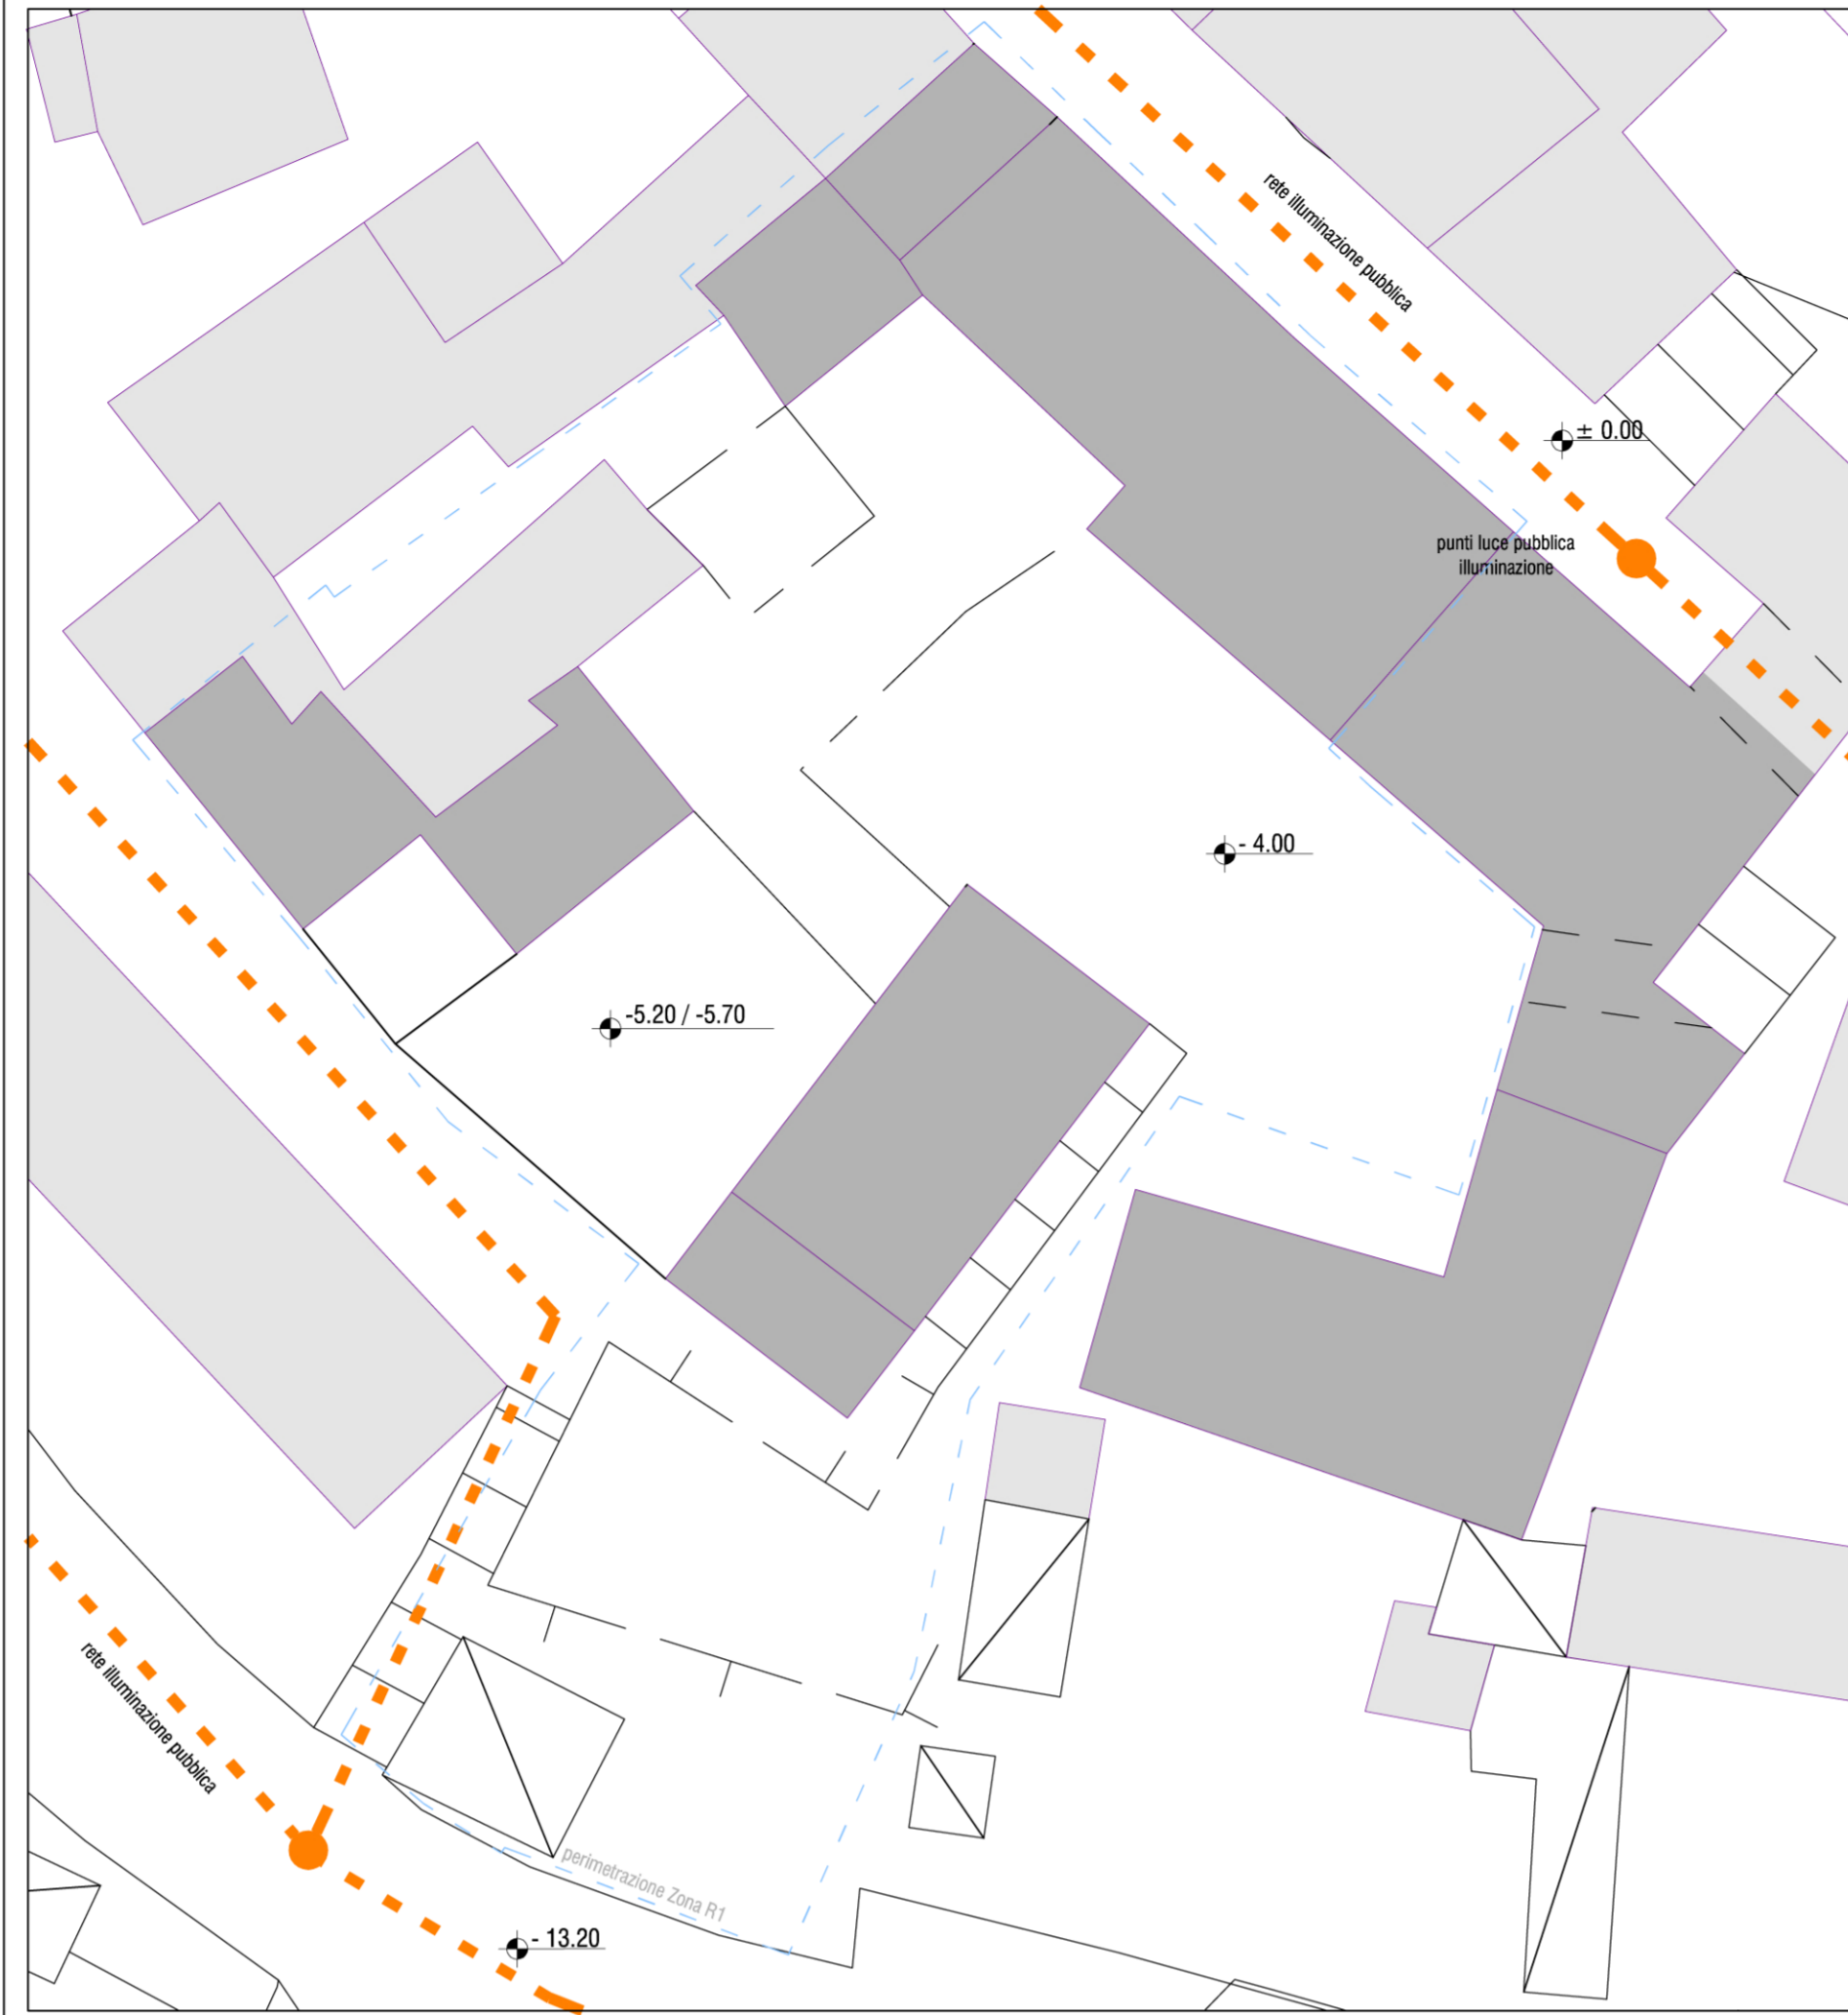 rete illuminazione pubblica
± 0.00
punti luce pubblica
illuminazione
- 4.00
-5.20 / -5.70
rete illuminazione pubblica
perimetrazione Zona R1
- 13.20